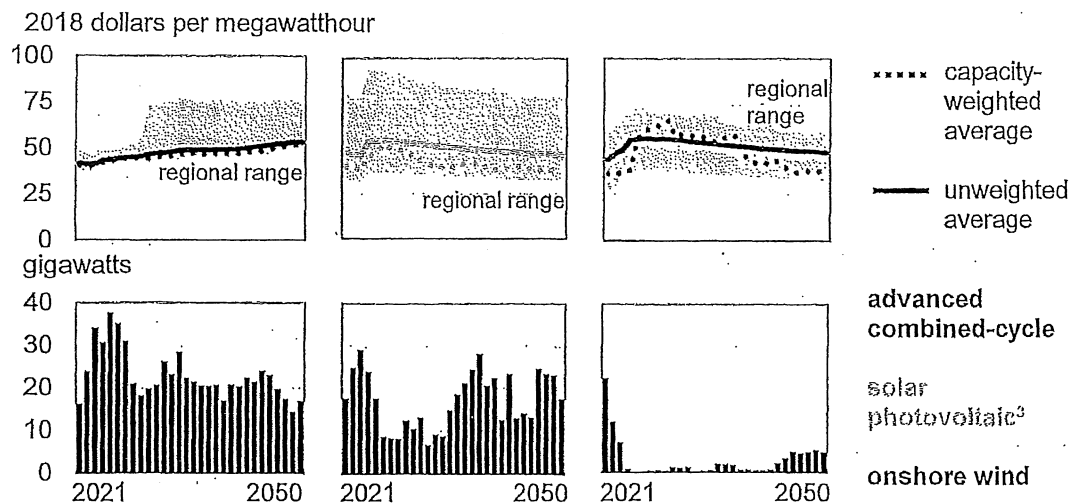 2018 dollars per megawatthour
100
75
50
25
0
regional range
regional range
regional
range
capacity-
weighted
average
unweighted
average
gigawatts
40
30
20
10
0
2021 2050
2021 2050
2021 2050
advanced
combined-cycle
solar
photovoltaic³
onshore wind